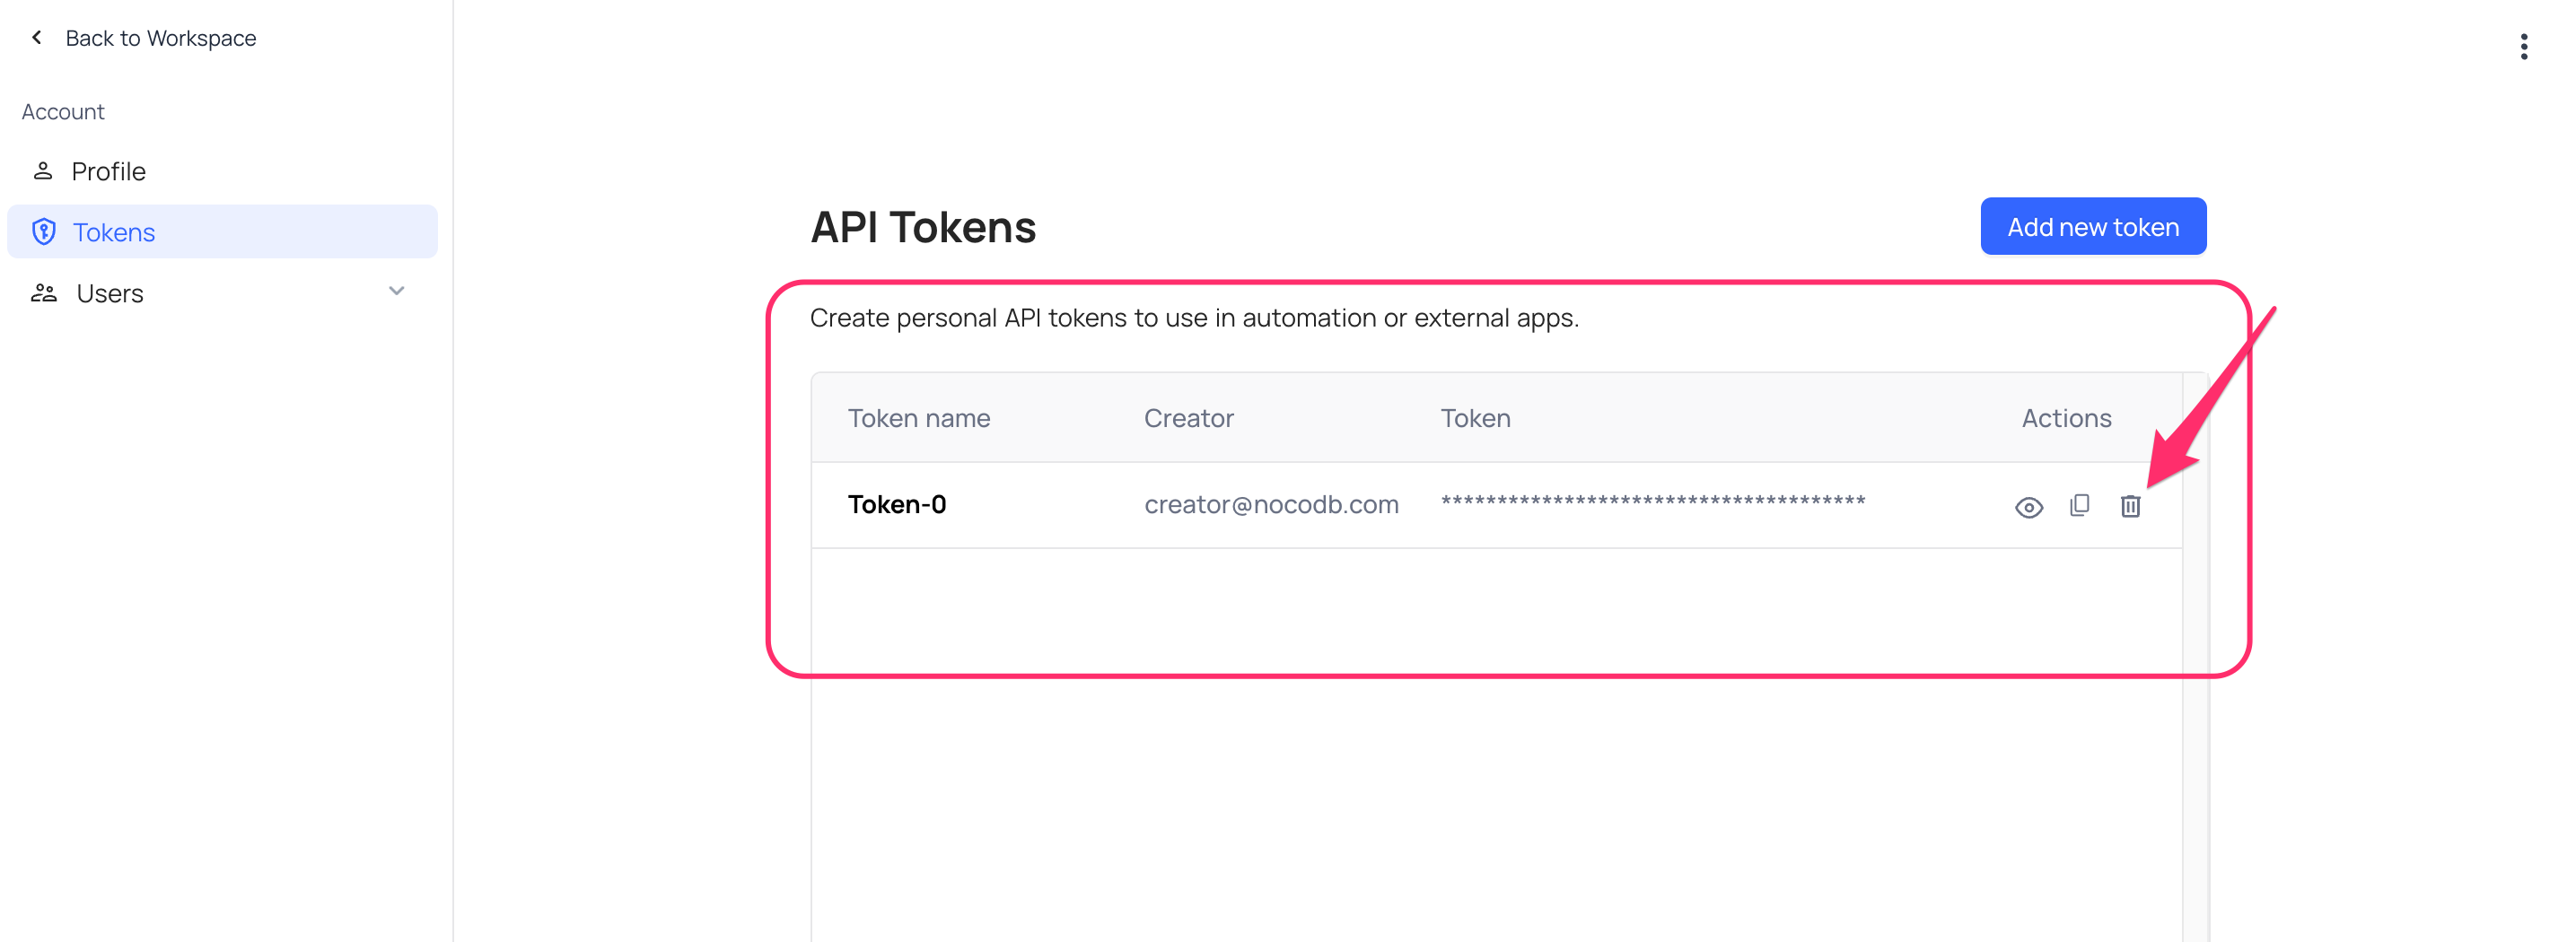 Back to Workspace
Account
Profile
Tokens
Users
API Tokens
Add new token
Create personal API tokens to use in automation or external apps.
Token name Creator Token Actions
Token-0 creator@nocodb.com **************************************